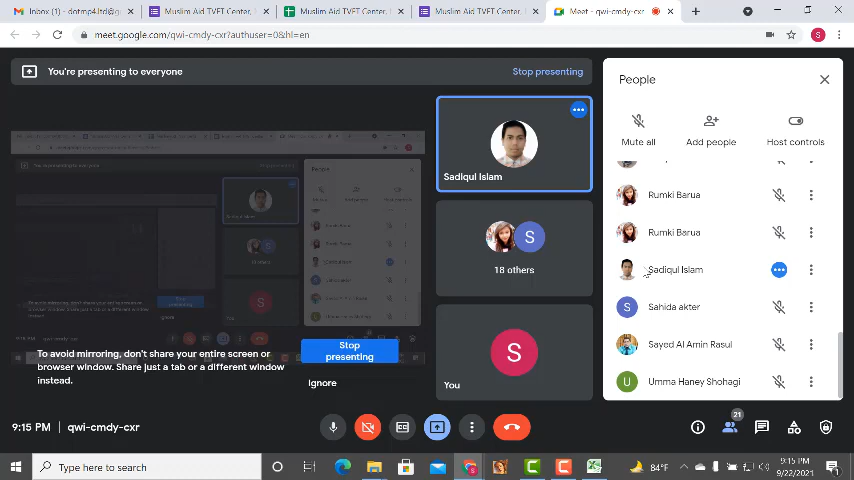 Inbox (1) - dotmp4.ltd@g
Muslim Aid TVET Center,
Muslim Aid TVET Center,
Muslim Aid TVET Center,
Meet - qwi-cmdy-cxr
meet.google.com/qwi-cmdy-cxr?authuser=0&hl=en
S
You're presenting to everyone
Stop presenting
People
Mute all
Add people
Host controls
Sadiqul Islam
S
18 others
S
You
Rumki Barua
Rumki Barua
Sadiqul Islam
S
Sahida akter
Sayed Al Amin Rasul
U
Umma Haney Shohagi
To avoid mirroring, don't share your entire screen or
browser window. Share just a tab or a different window
instead.
Stop
presenting
Ignore
9:15 PM | qwi-cmdy-cxr
21
Type here to search
84°F
9:15 PM
9/22/2021